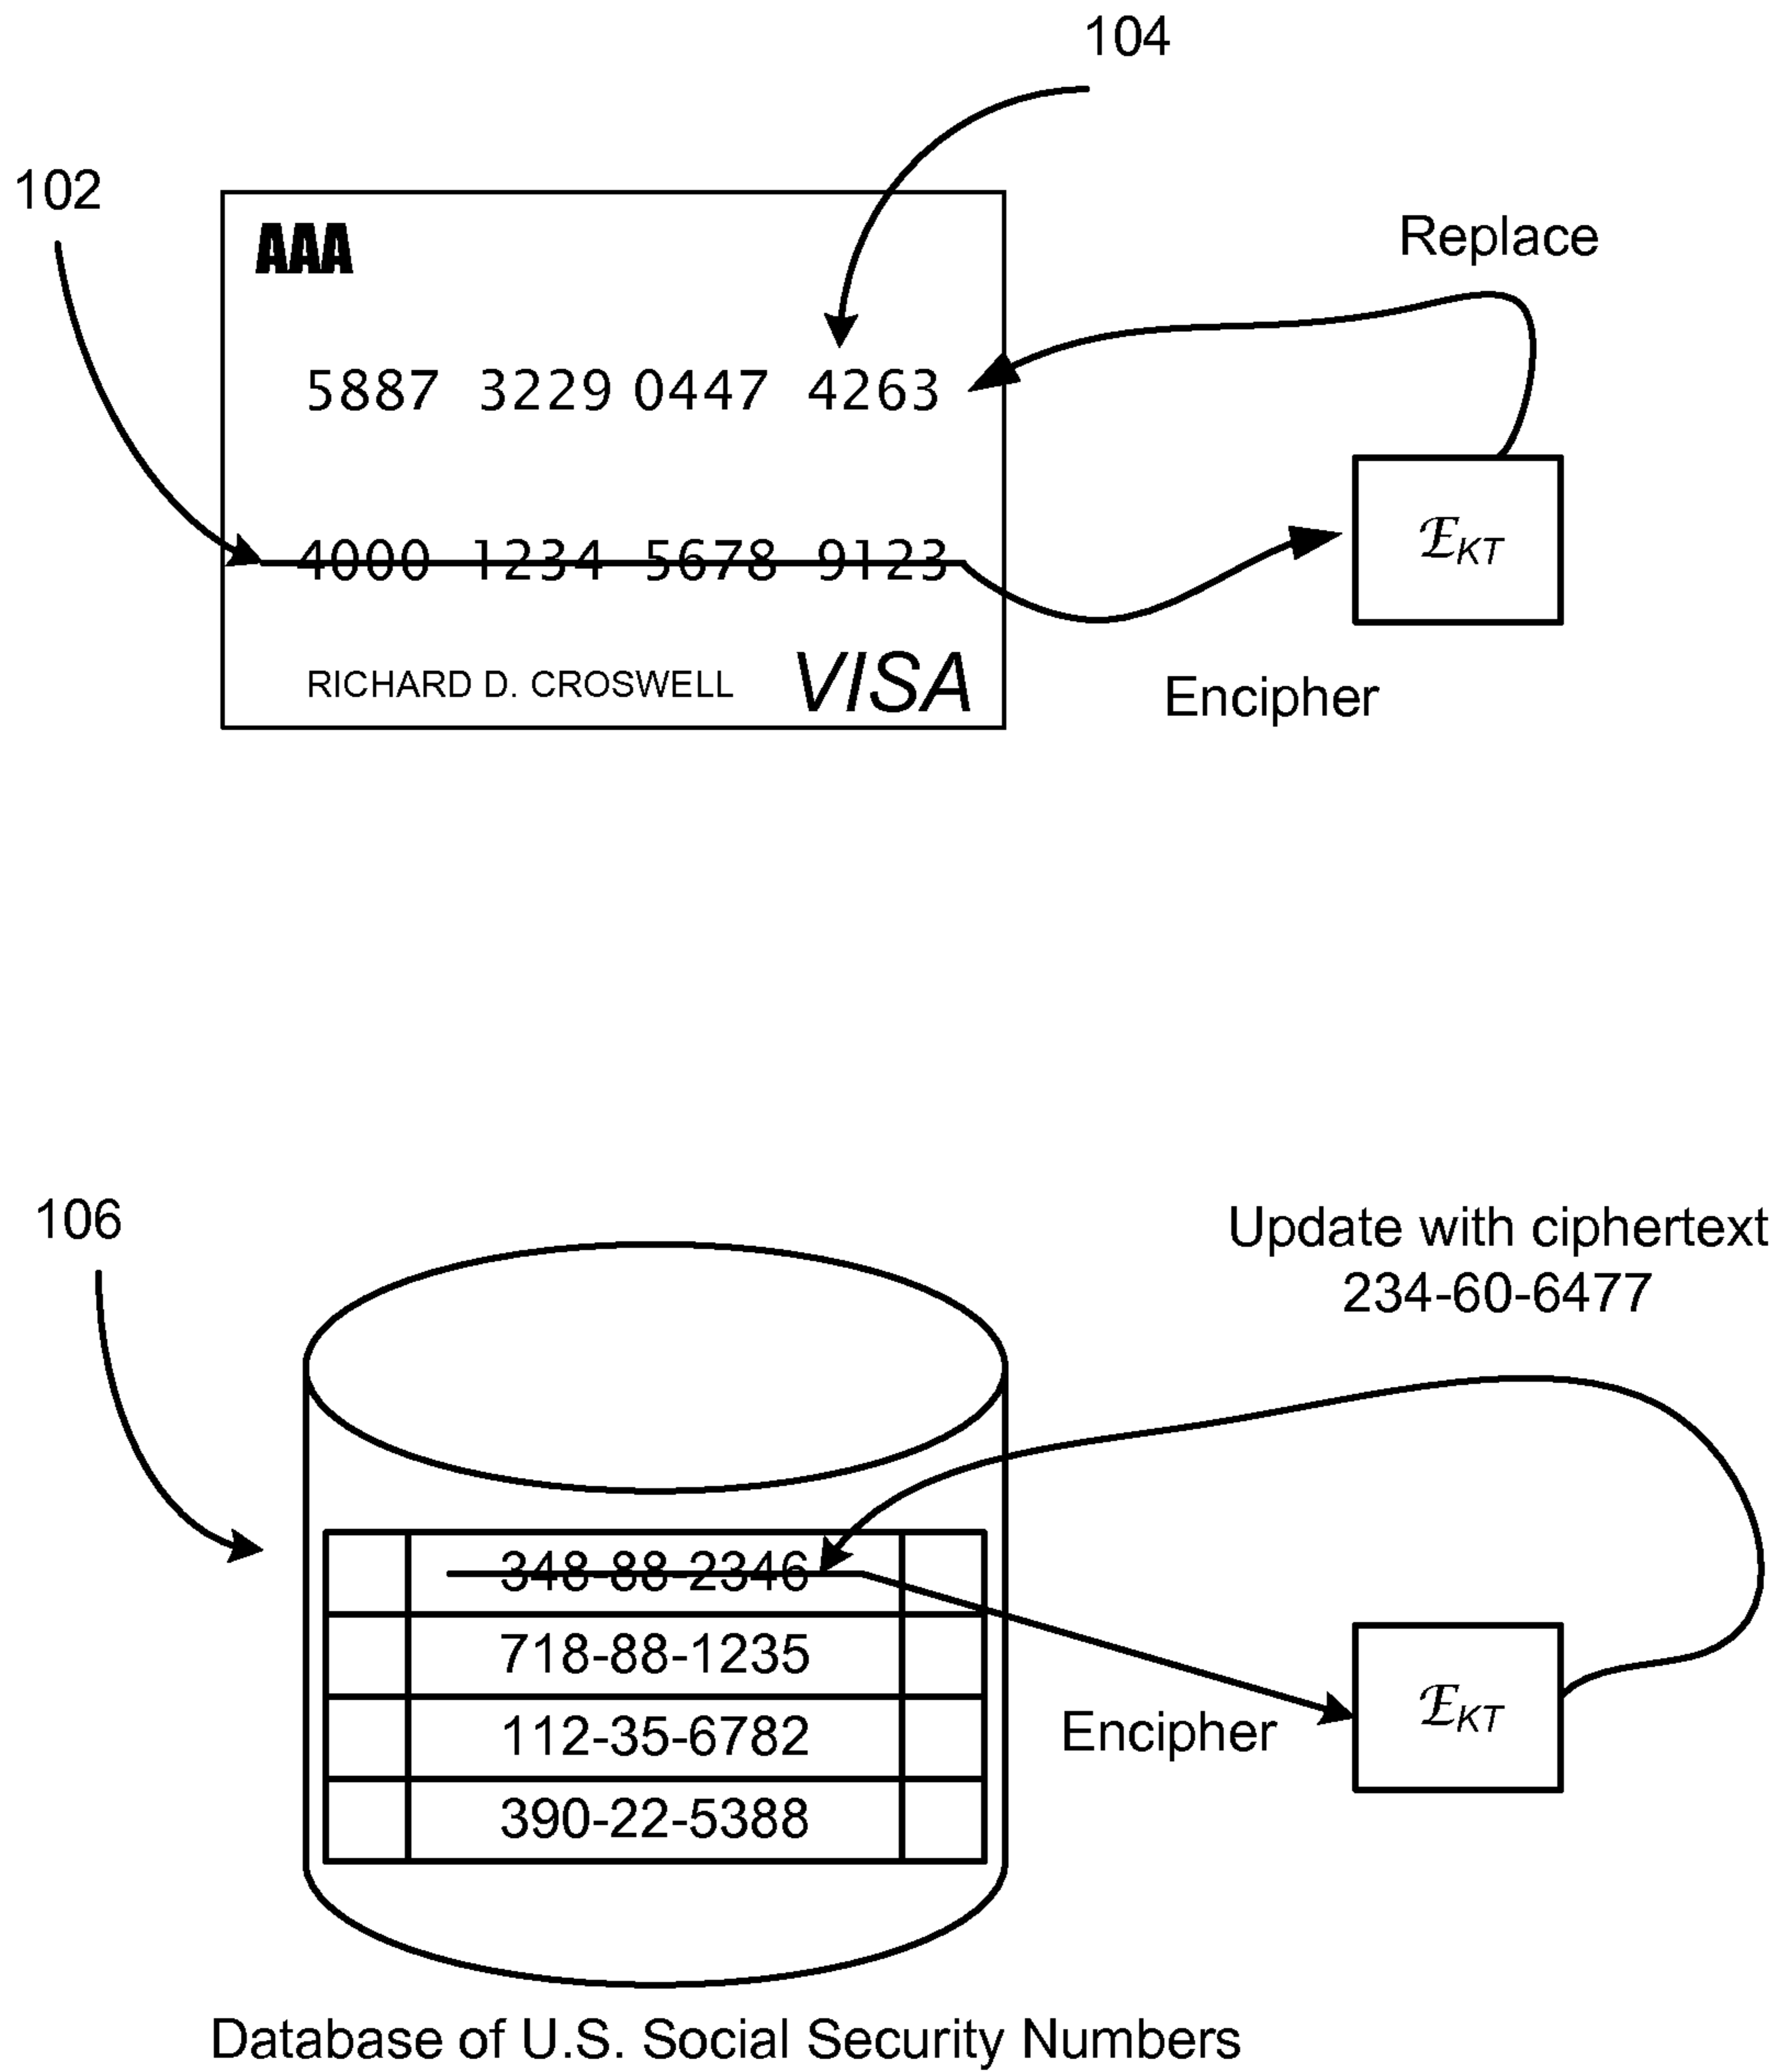 104
102
AAA
Replace
5887 3229 0447 4263
4000 1234 5678 9123
ℰKT
RICHARD D. CROSWELL VISA
Encipher
106
Update with ciphertext
234-60-6477
348-88-2346
718-88-1235
112-35-6782
390-22-5388
Encipher
ℰKT
Database of U.S. Social Security Numbers